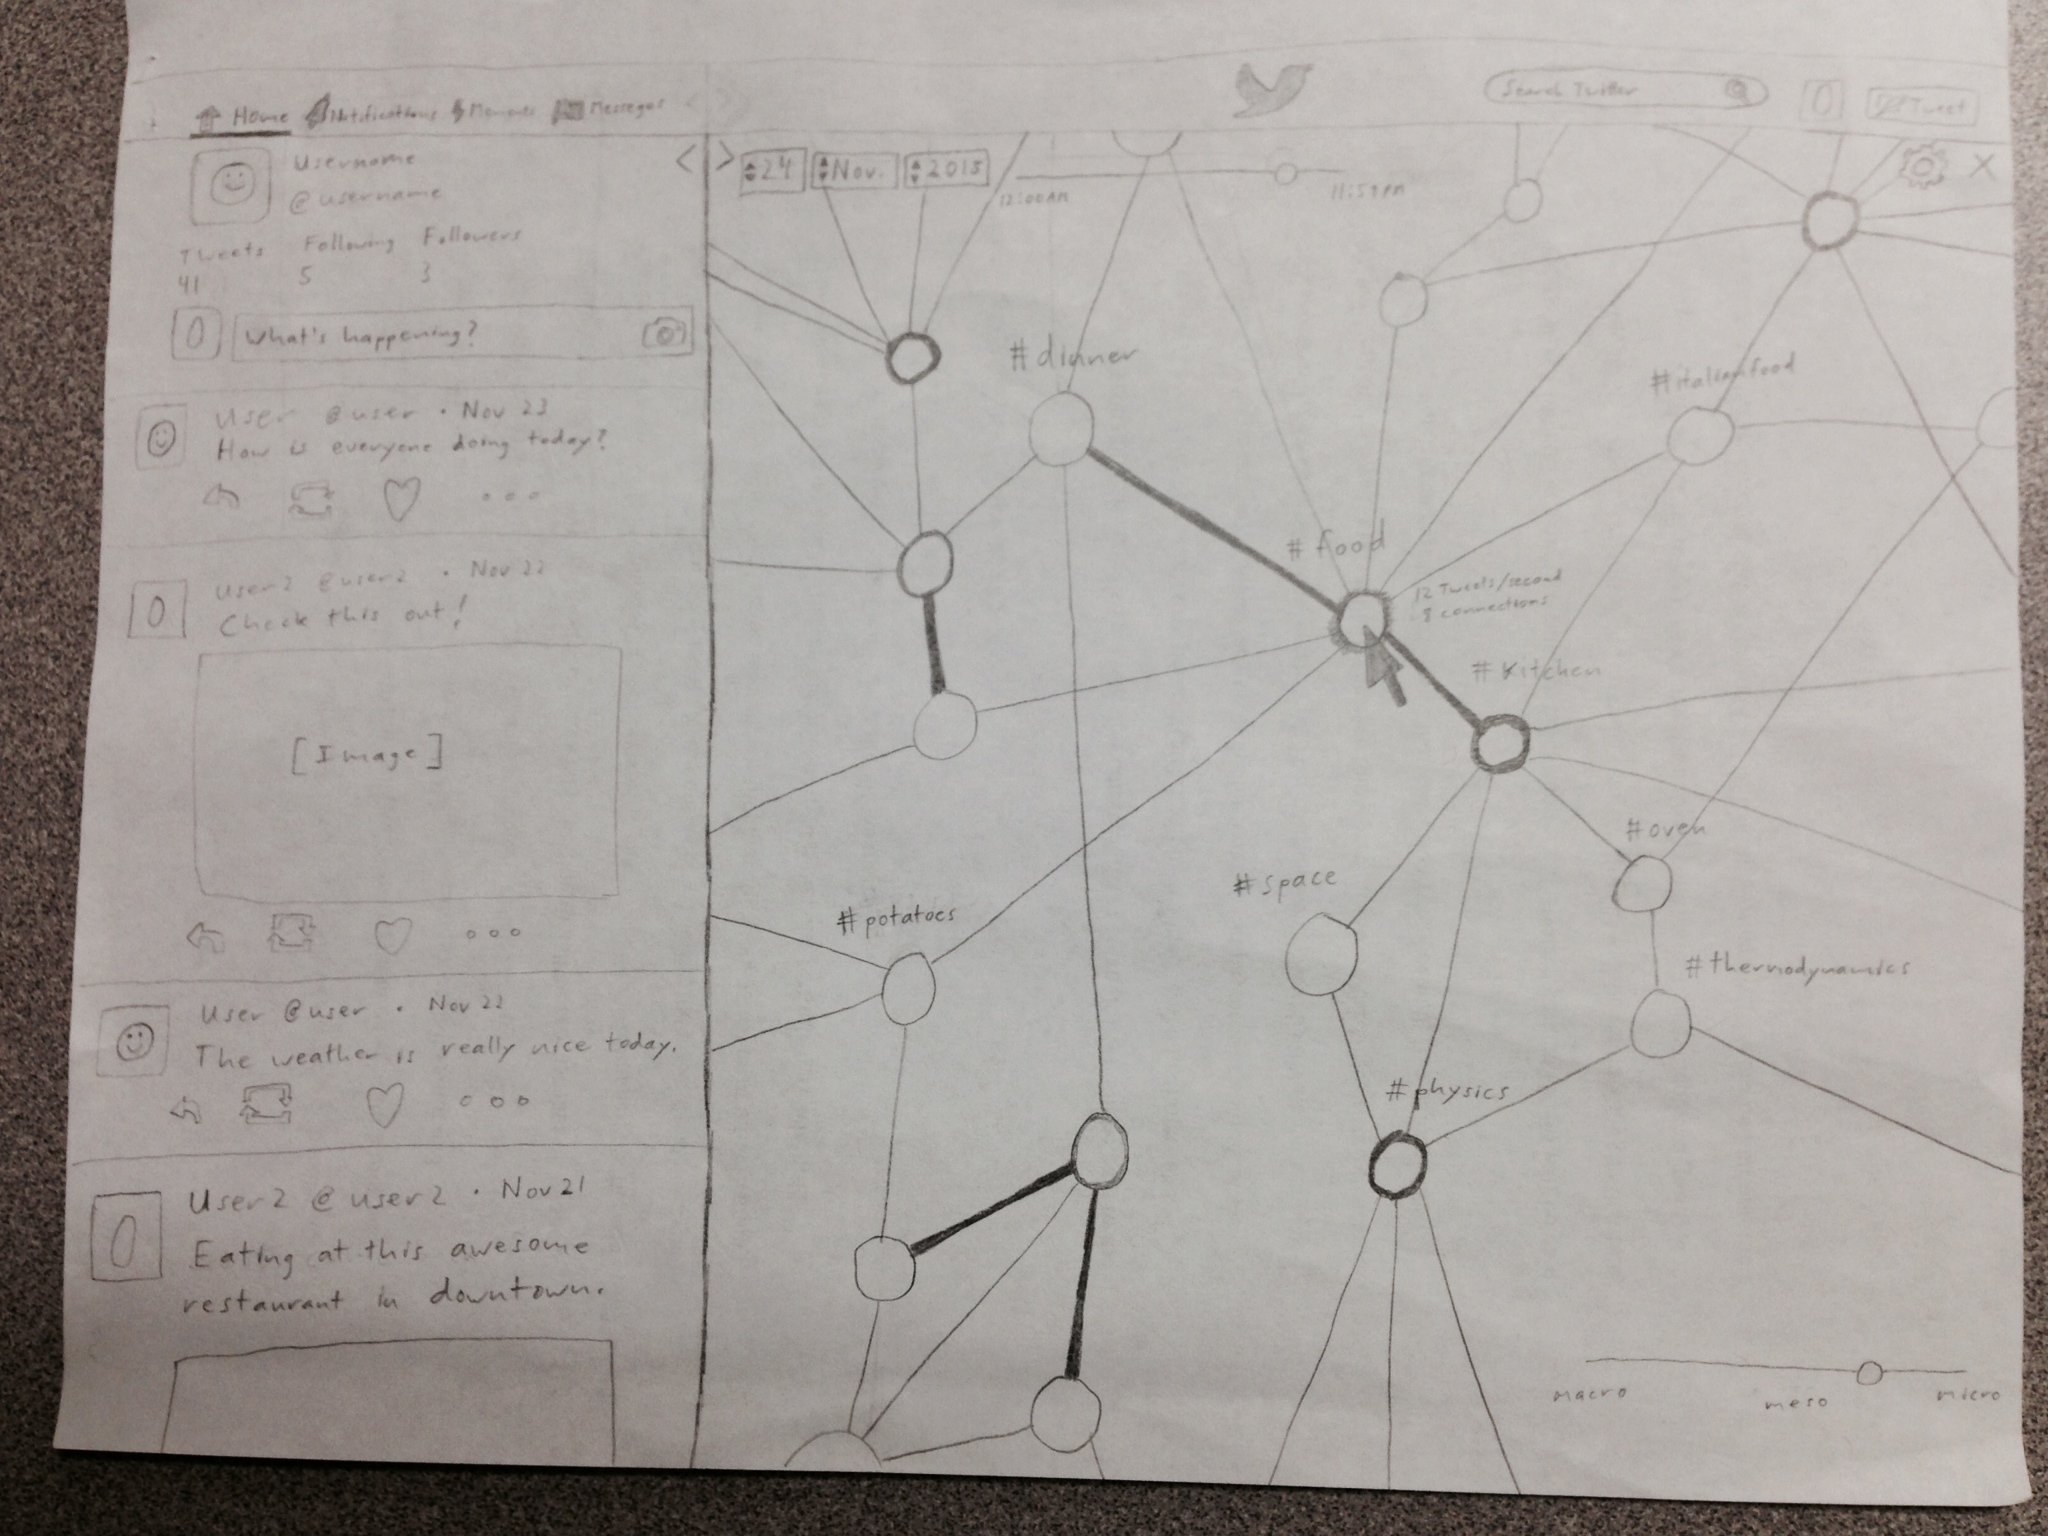 Home Notifications Moments Messages
Search Twitter
Tweet
Username
@username
Tweets Following Followers
41 5 3
What's happening?
User @user · Nov 23
How is everyone doing today?
User2 @user2 · Nov 22
Check this out!
[Image]
User @user · Nov 22
The weather is really nice today.
User2 @user2 · Nov 21
Eating at this awesome
restaurant in downtown.
< >
24 Nov. 2015
12:00AM 11:59PM
#dinner
#italianfood
#food
12 Tweets/second
8 connections
#kitchen
#oven
#space
#potatoes
#thermodynamics
#physics
macro meso micro